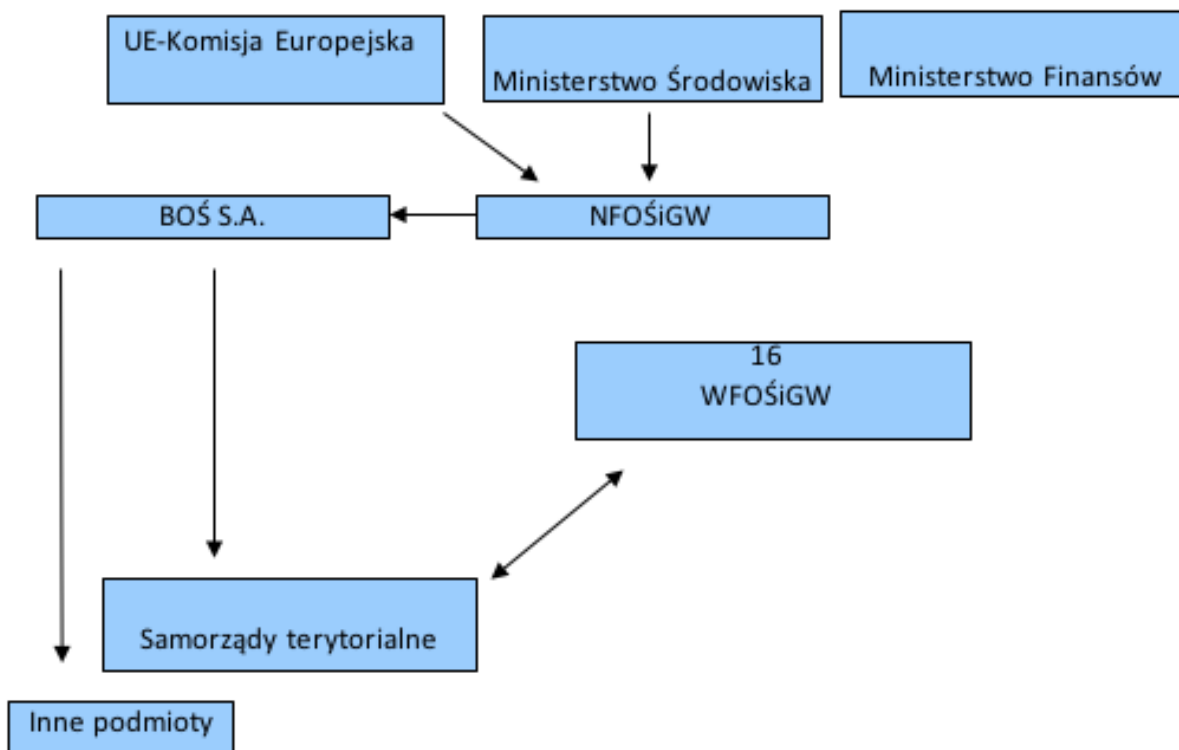 UE-Komisja Europejska
Ministerstwo Środowiska
Ministerstwo Finansów
BOŚ S.A.
NFOŚiGW
16
WFOŚiGW
Samorządy terytorialne
Inne podmioty